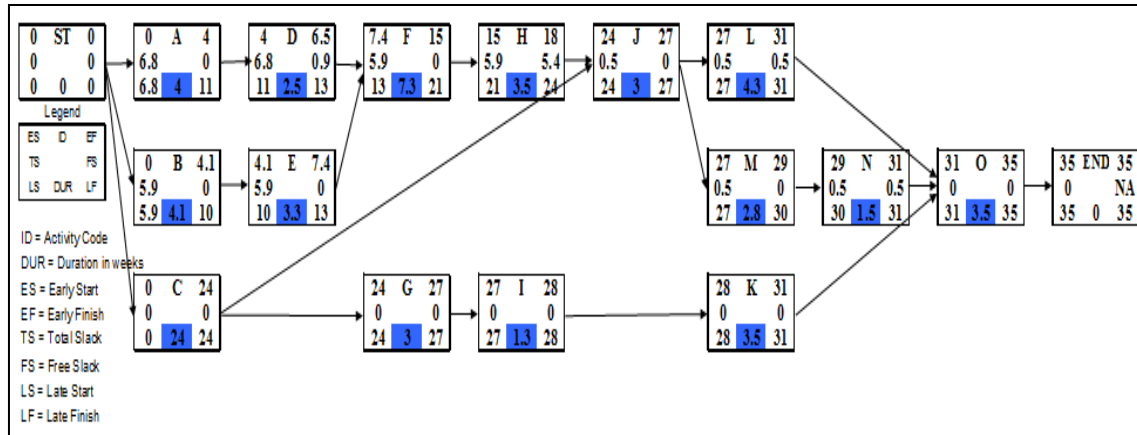 0 ST 0
0 0
0 0 0
0 A 4
6.8 0
6.8 4 11
4 D 6.5
6.8 0.9
11 2.5 13
7.4 F 15
5.9 0
13 7.3 21
15 H 18
5.9 5.4
21 3.5 24
24 J 27
0.5 0
24 3 27
27 L 31
0.5 0.5
27 4.3 31
Legend
ES ID EF
TS FS
LS DUR LF
0 B 4.1
5.9 0
5.9 4.1 10
4.1 E 7.4
5.9 0
10 3.3 13
27 M 29
0.5 0
27 2.8 30
29 N 31
0.5 0.5
30 1.5 31
31 O 35
0 0
31 3.5 35
35 END 35
0 NA
35 0 35
ID = Activity Code
DUR = Duration in weeks
ES = Early Start
EF = Early Finish
TS = Total Slack
FS = Free Slack
LS = Late Start
LF = Late Finish
0 C 24
0 0
0 24 24
24 G 27
0 0
24 3 27
27 I 28
0 0
27 1.3 28
28 K 31
0 0
28 3.5 31